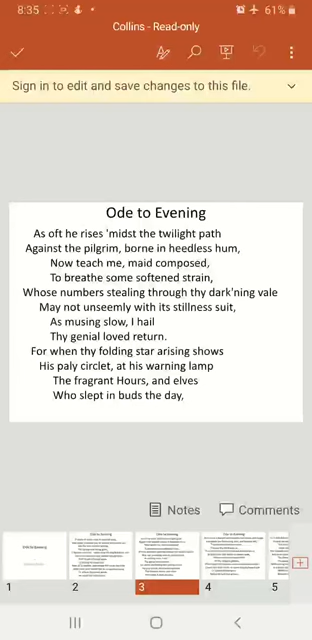 8:35
61%
Collins - Read-only
Sign in to edit and save changes to this file.
Ode to Evening
As oft he rises 'midst the twilight path
Against the pilgrim, borne in heedless hum,
Now teach me, maid composed,
To breathe some softened strain,
Whose numbers stealing through thy dark'ning vale
May not unseemly with its stillness suit,
As musing slow, I hail
Thy genial loved return.
For when thy folding star arising shows
His paly circlet, at his warning lamp
The fragrant Hours, and elves
Who slept in buds the day,
Notes
Comments
1
2
3
4
5